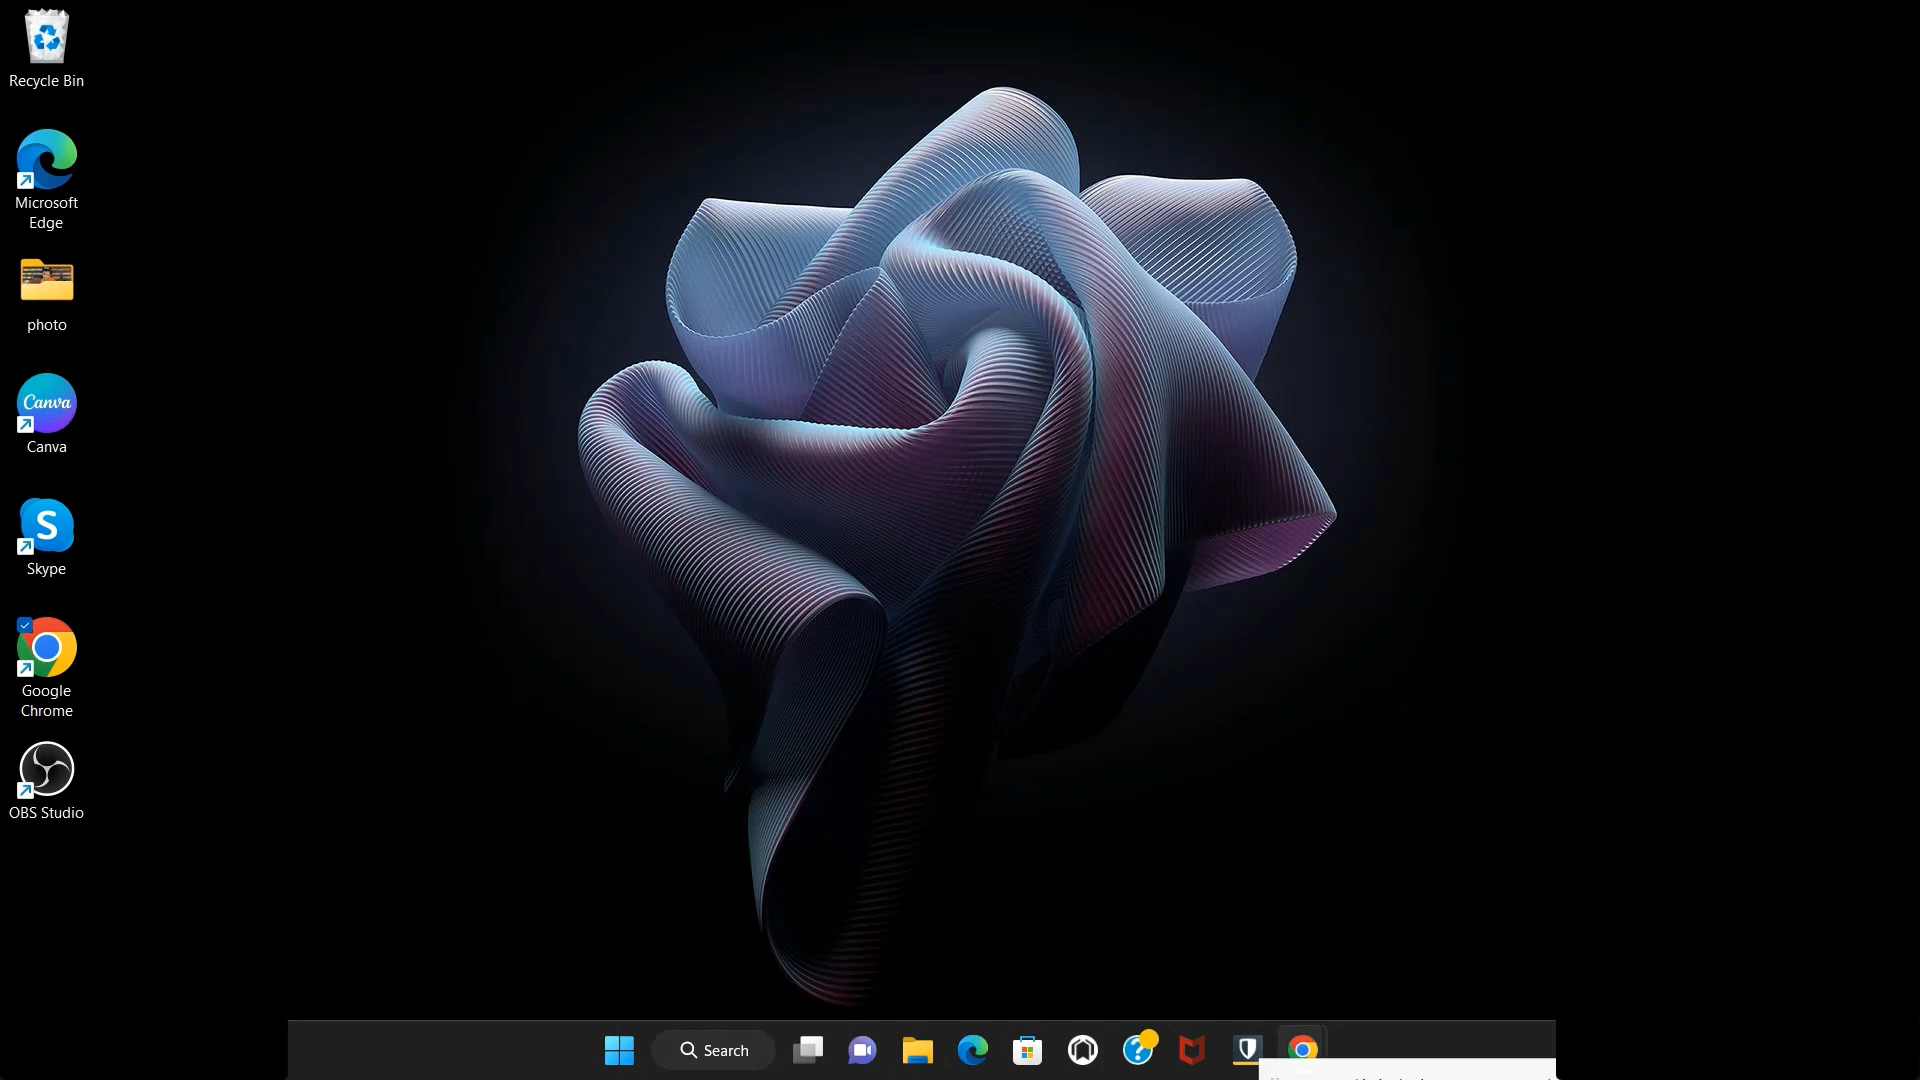 Recycle Bin
Microsoft
Edge
photo
Canva
Canva
S
Skype
Google
Chrome
OBS Studio
Search
?